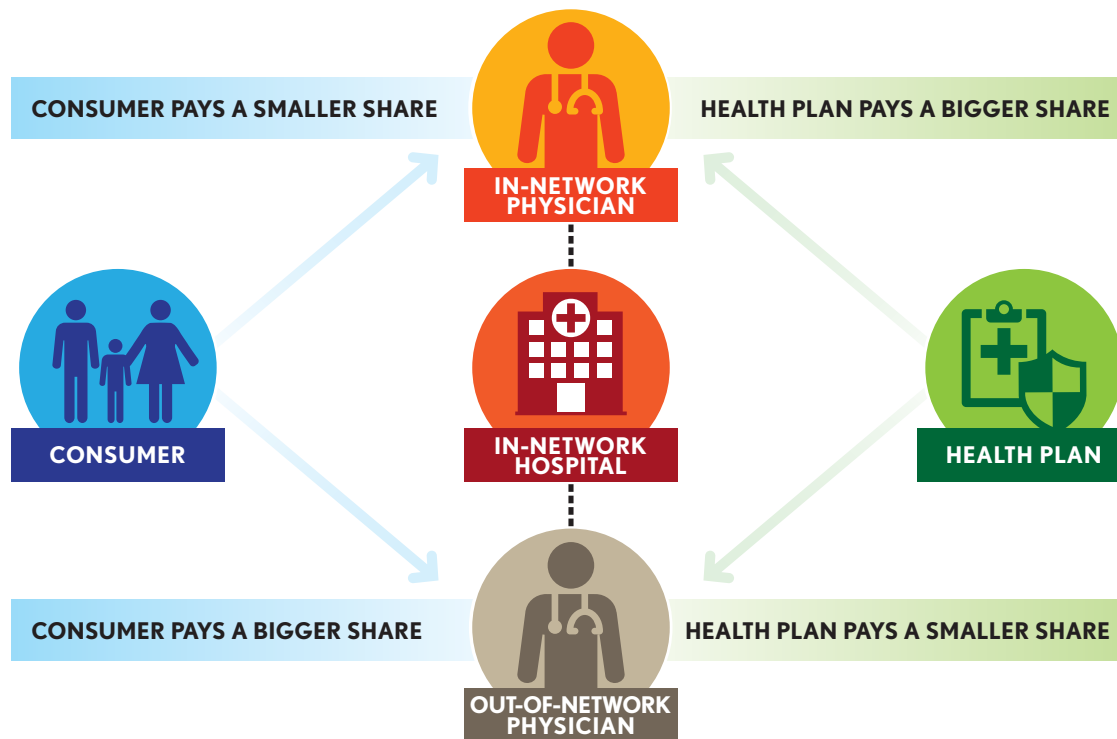 CONSUMER PAYS A SMALLER SHARE
HEALTH PLAN PAYS A BIGGER SHARE
IN-NETWORK
PHYSICIAN
CONSUMER
IN-NETWORK
HOSPITAL
HEALTH PLAN
CONSUMER PAYS A BIGGER SHARE
HEALTH PLAN PAYS A SMALLER SHARE
OUT-OF-NETWORK
PHYSICIAN